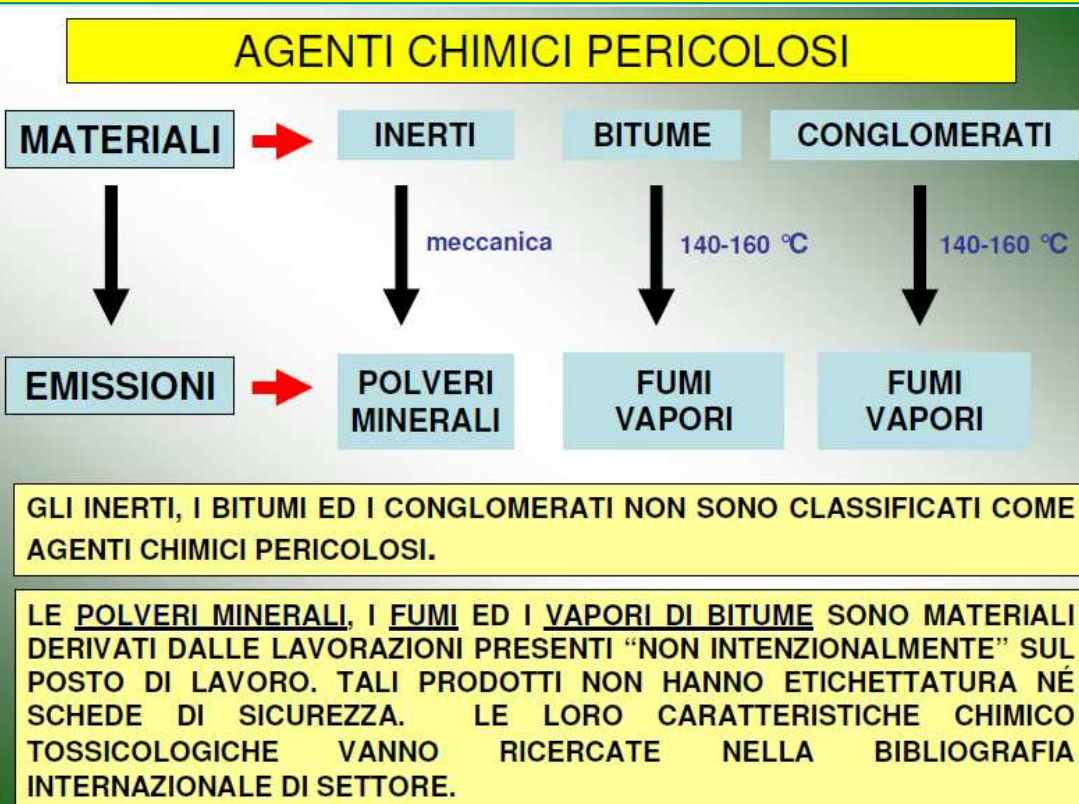 AGENTI CHIMICI PERICOLOSI
MATERIALI
INERTI
BITUME
CONGLOMERATI
meccanica
140-160 °C
140-160 °C
EMISSIONI
POLVERI
MINERALI
FUMI
VAPORI
FUMI
VAPORI
GLI INERTI, I BITUMI ED I CONGLOMERATI NON SONO CLASSIFICATI COME
AGENTI CHIMICI PERICOLOSI.
LE POLVERI MINERALI, I FUMI ED I VAPORI DI BITUME SONO MATERIALI
DERIVATI DALLE LAVORAZIONI PRESENTI “NON INTENZIONALMENTE” SUL
POSTO DI LAVORO. TALI PRODOTTI NON HANNO ETICHETTATURA NÉ
SCHEDE DI SICUREZZA. LE LORO CARATTERISTICHE CHIMICO
TOSSICOLOGICHE VANNO RICERCATE NELLA BIBLIOGRAFIA
INTERNAZIONALE DI SETTORE.